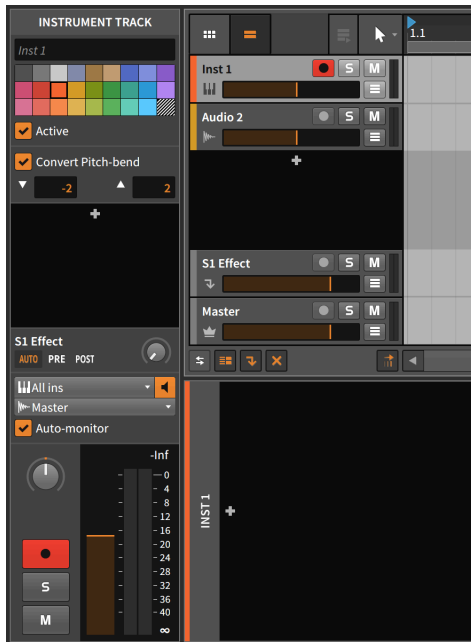 INSTRUMENT TRACK
Inst 1
Active
Convert Pitch-bend
-2
2
S1 Effect
AUTO PRE POST
All ins
Master
Auto-monitor
-Inf
0
4
8
12
16
20
24
28
32
36
40
∞
S
M
1.1
Inst 1
S M
Audio 2
S M
S1 Effect
S M
Master
S M
INST 1